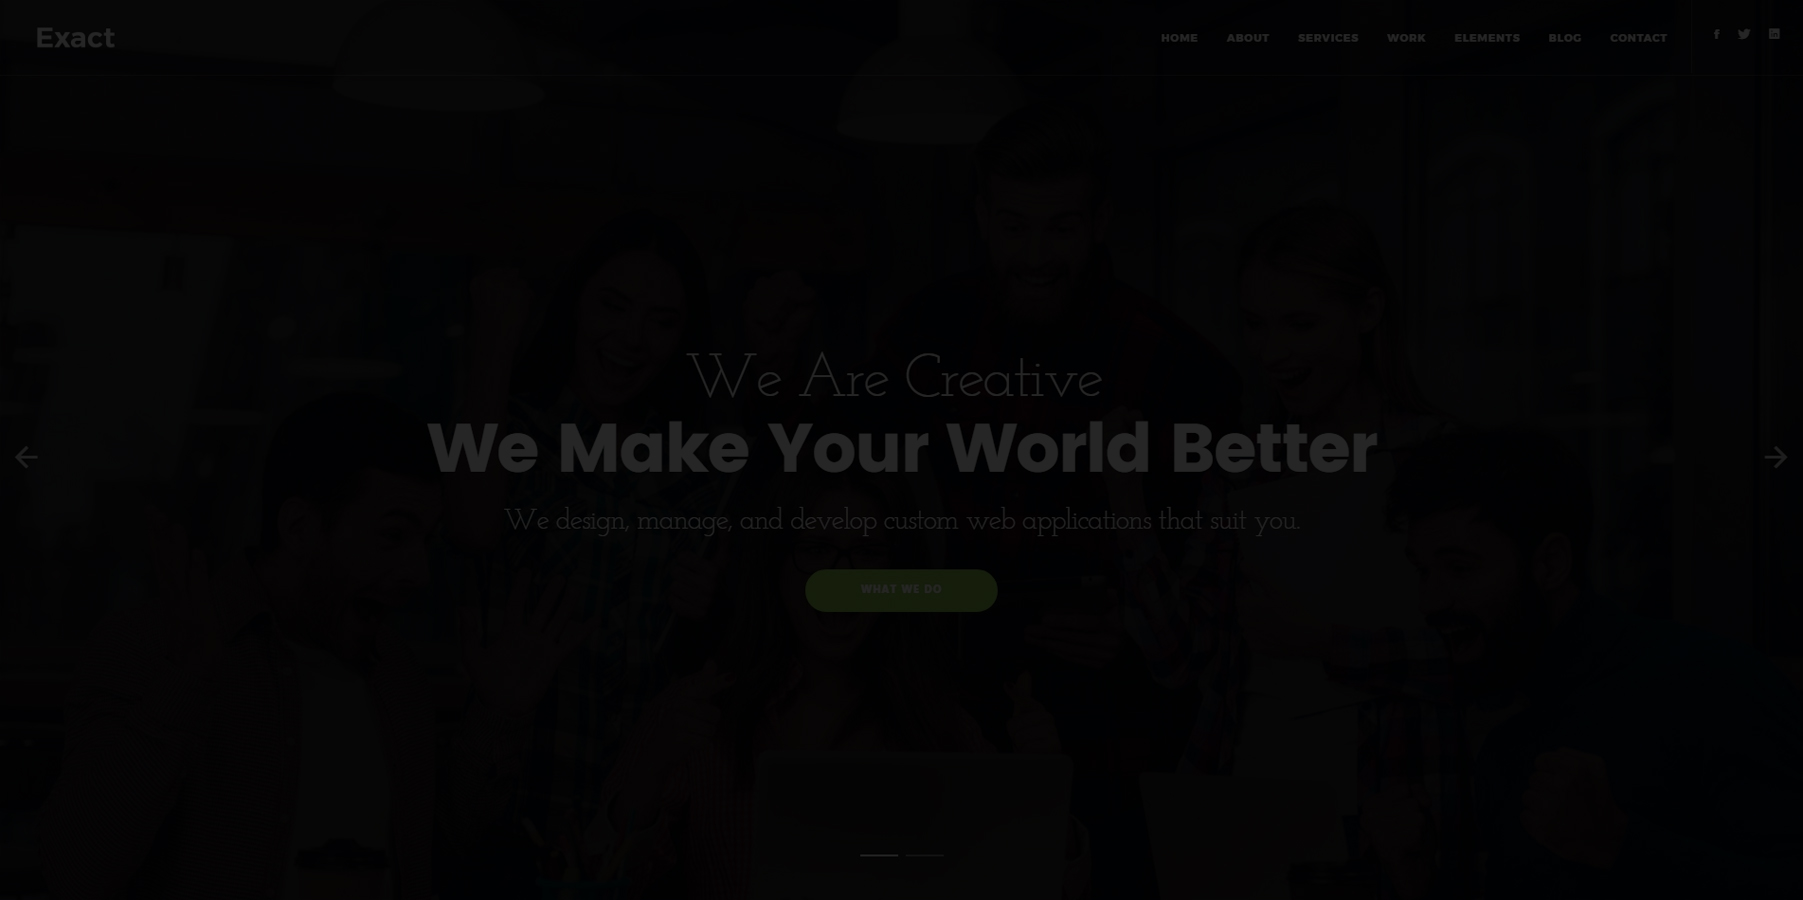 Exact
HOME ABOUT SERVICES WORK ELEMENTS BLOG CONTACT
We Are Creative
We Make Your World Better
We design, manage, and develop custom web applications that suit you.
WHAT WE DO